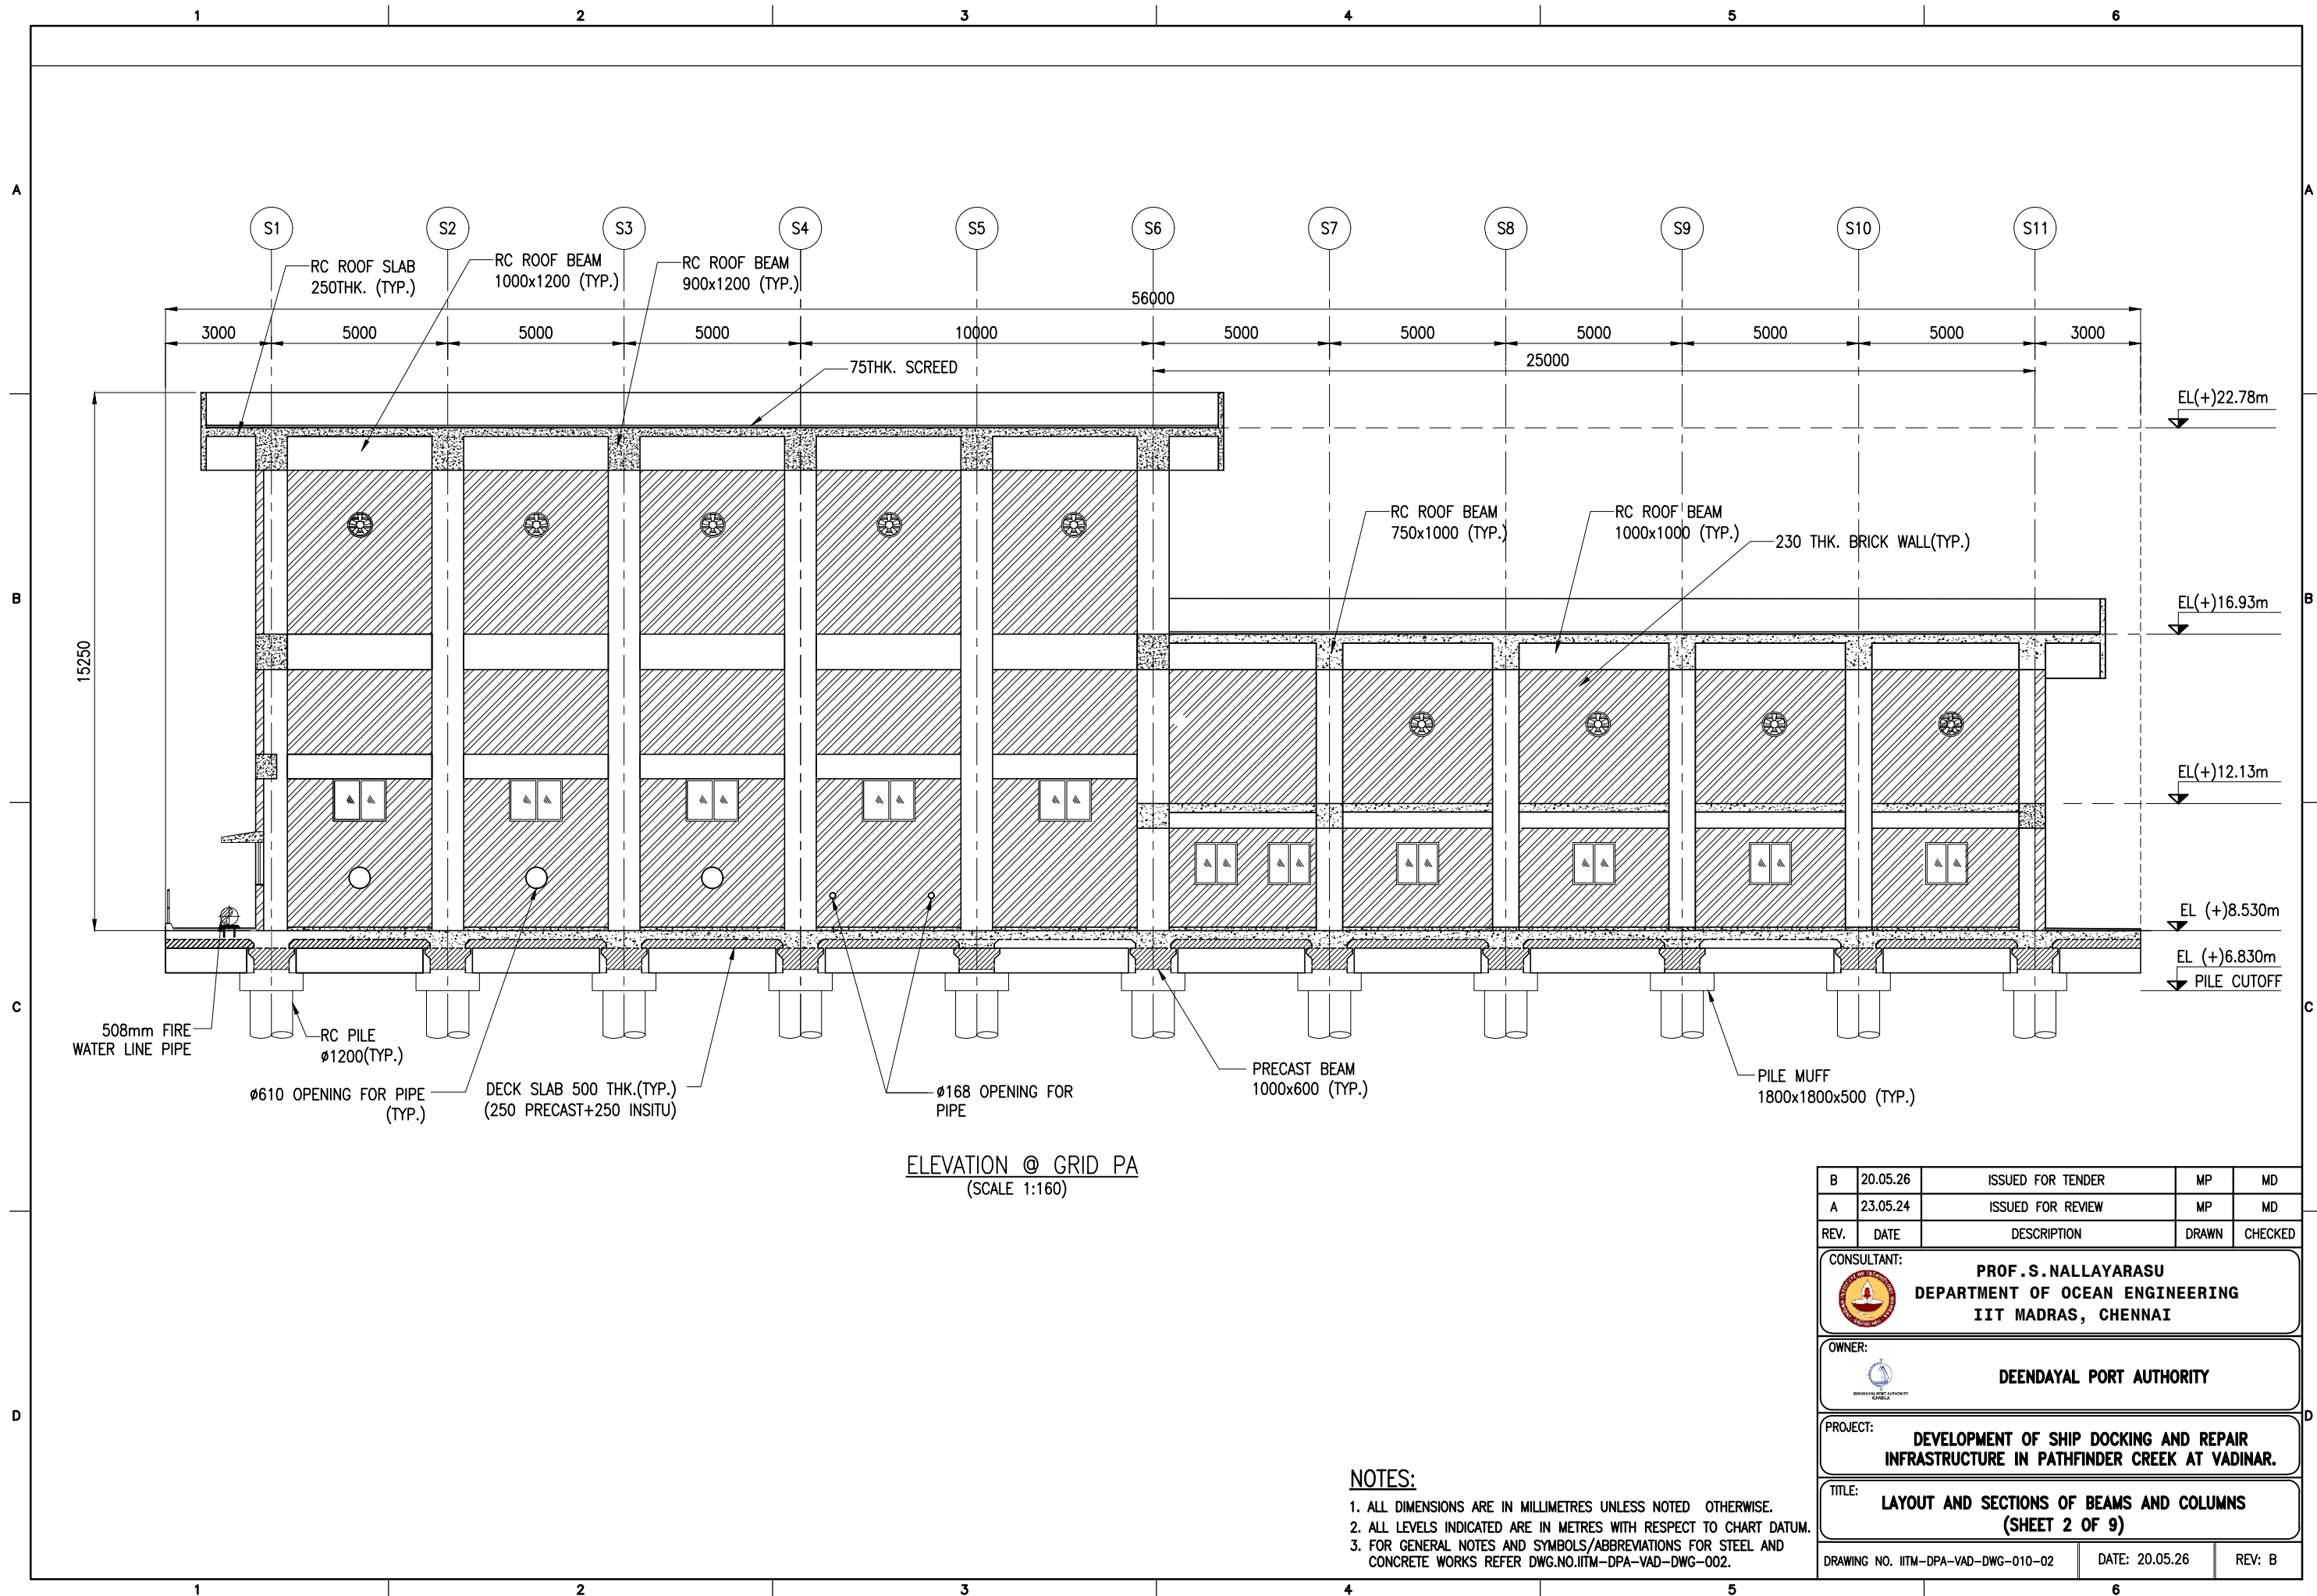 1 2 3 4 5 6
A A
S1 S2 S3 S4 S5 S6 S7 S8 S9 S10 S11
RC ROOF SLAB
250THK. (TYP.)
RC ROOF BEAM
1000x1200 (TYP.)
RC ROOF BEAM
900x1200 (TYP.)
56000
3000 5000 5000 5000 10000 5000 5000 5000 5000 5000 3000
25000
75THK. SCREED
EL(+)22.78m
RC ROOF BEAM
750x1000 (TYP.)
RC ROOF BEAM
1000x1000 (TYP.)
230 THK. BRICK WALL(TYP.)
B B
EL(+)16.93m
15250
EL(+)12.13m
EL (+)8.530m
EL (+)6.830m
PILE CUTOFF
C C
508mm FIRE
WATER LINE PIPE
RC PILE
ø1200(TYP.)
ø610 OPENING FOR PIPE
(TYP.)
DECK SLAB 500 THK.(TYP.)
(250 PRECAST+250 INSITU)
ø168 OPENING FOR
PIPE
PRECAST BEAM
1000x600 (TYP.)
PILE MUFF
1800x1800x500 (TYP.)
ELEVATION @ GRID PA
(SCALE 1:160)
B 20.05.26 ISSUED FOR TENDER MP MD
A 23.05.24 ISSUED FOR REVIEW MP MD
REV. DATE DESCRIPTION DRAWN CHECKED
CONSULTANT:
PROF.S.NALLAYARASU
DEPARTMENT OF OCEAN ENGINEERING
IIT MADRAS, CHENNAI
OWNER:
DEENDAYAL PORT AUTHORITY
KANDLA
DEENDAYAL PORT AUTHORITY
D D
PROJECT:
DEVELOPMENT OF SHIP DOCKING AND REPAIR
INFRASTRUCTURE IN PATHFINDER CREEK AT VADINAR.
TITLE:
LAYOUT AND SECTIONS OF BEAMS AND COLUMNS
(SHEET 2 OF 9)
DRAWING NO. IITM-DPA-VAD-DWG-010-02 DATE: 20.05.26 REV: B
NOTES:
1. ALL DIMENSIONS ARE IN MILLIMETRES UNLESS NOTED OTHERWISE.
2. ALL LEVELS INDICATED ARE IN METRES WITH RESPECT TO CHART DATUM.
3. FOR GENERAL NOTES AND SYMBOLS/ABBREVIATIONS FOR STEEL AND
CONCRETE WORKS REFER DWG.NO.IITM-DPA-VAD-DWG-002.
1 2 3 4 5 6